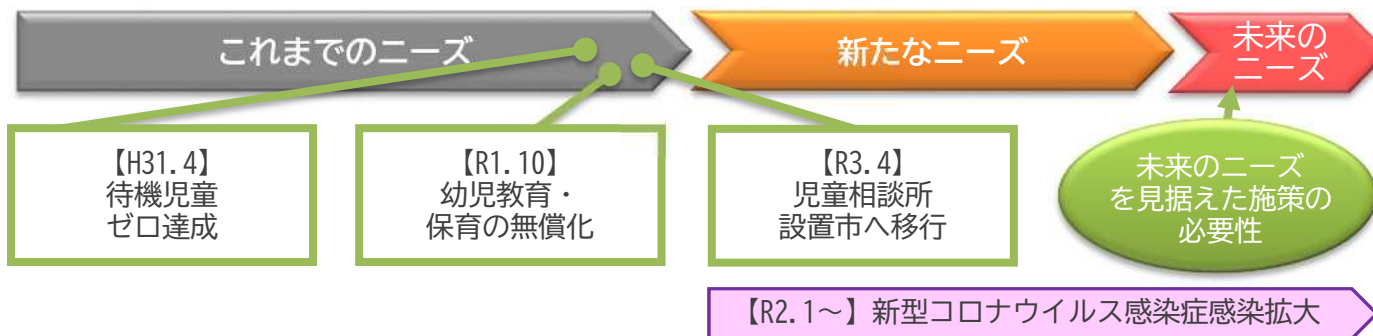 これまでのニーズ
新たなニーズ
未来の
ニーズ
【H31.4】
待機児童
ゼロ達成
【R1.10】
幼児教育・
保育の無償化
【R3.4】
児童相談所
設置市へ移行
未来のニーズ
を見据えた施策の
必要性
【R2.1～】新型コロナウイルス感染症感染拡大